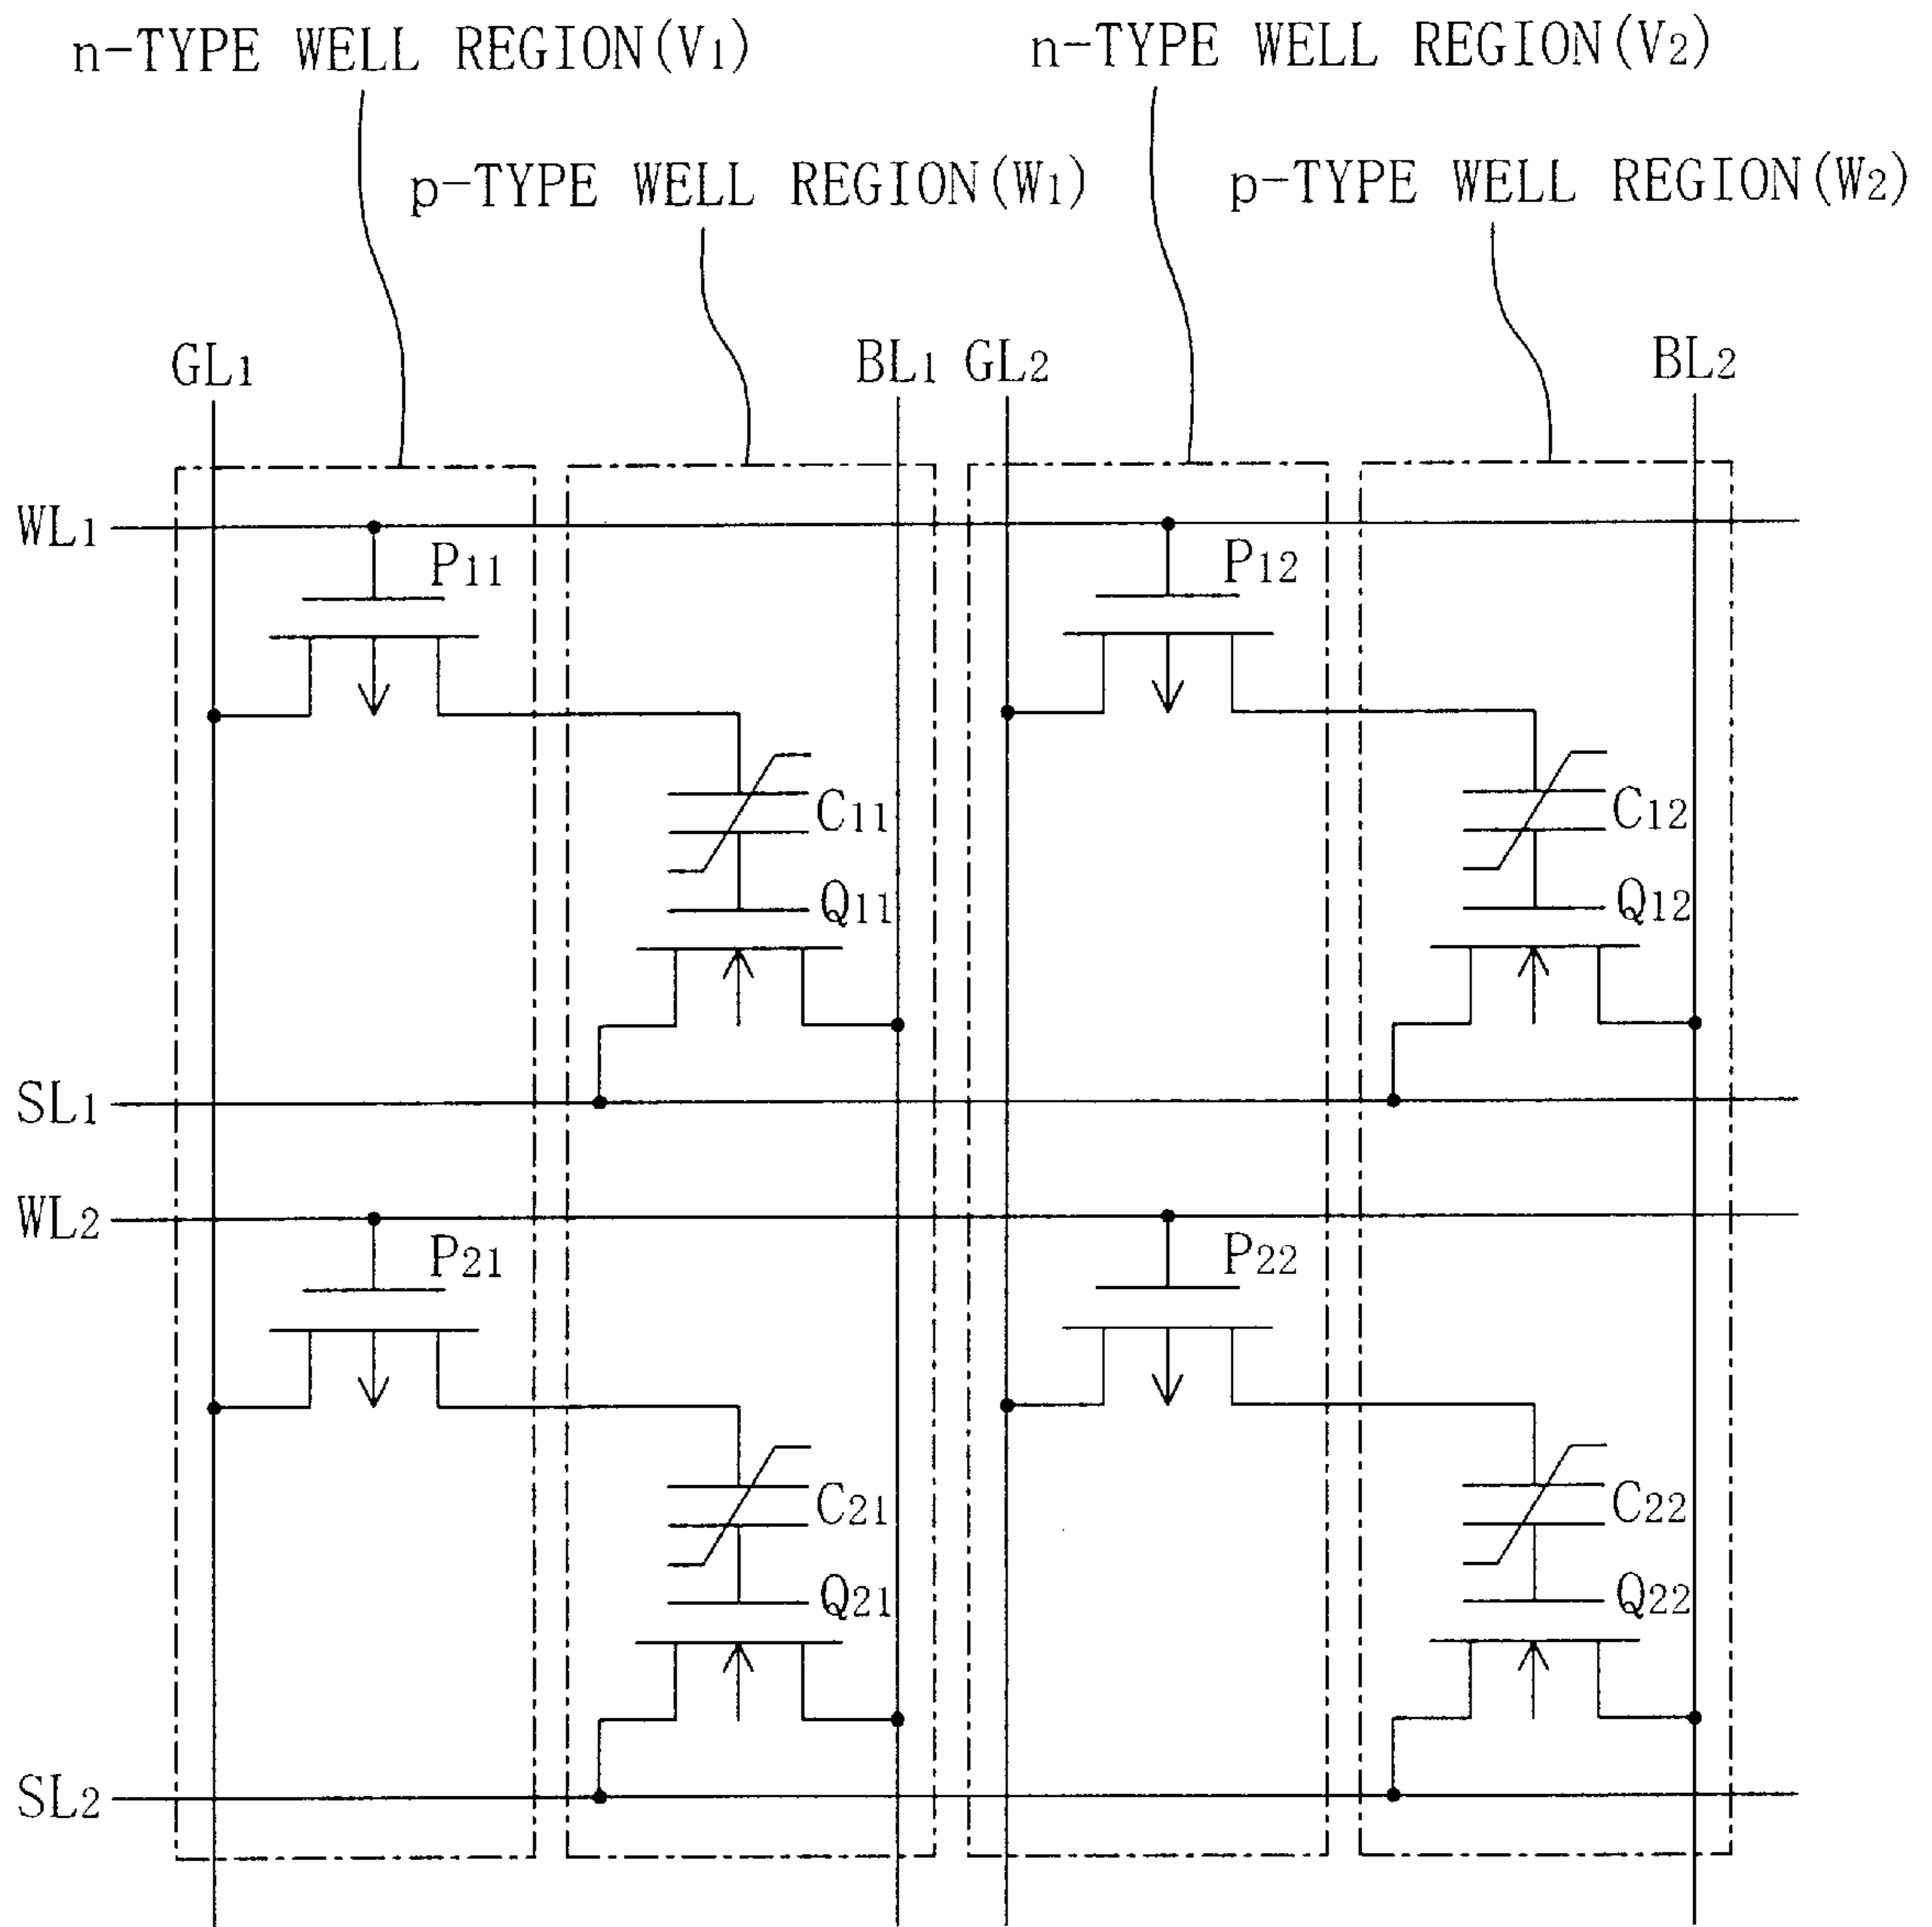 n-TYPE WELL REGION(V1)
n-TYPE WELL REGION(V2)
p-TYPE WELL REGION(W1)
p-TYPE WELL REGION(W2)
GL1
BL1
GL2
BL2
WL1
P11
P12
C11
C12
Q11
Q12
SL1
WL2
P21
P22
C21
C22
Q21
Q22
SL2